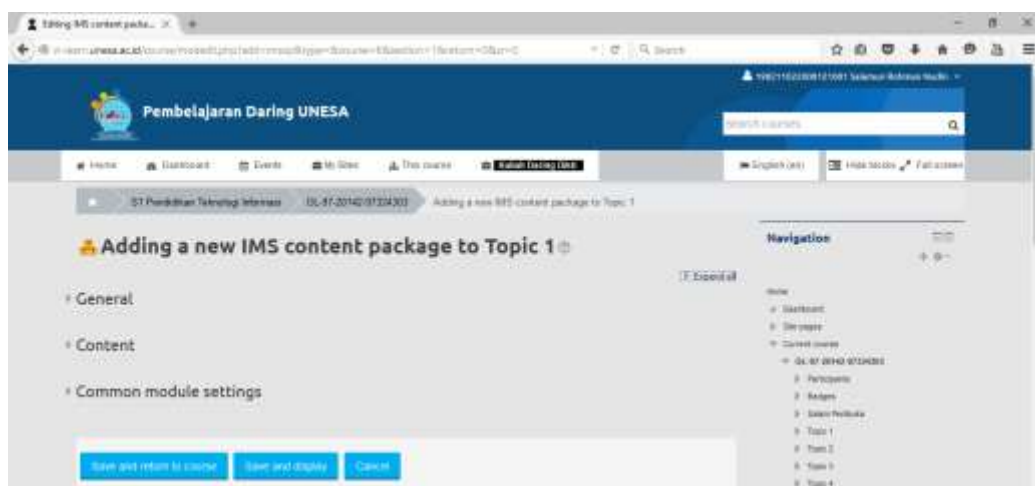 Editing IMS content packa...
Search
Pembelajaran Daring UNESA
Search courses
Home Dashboard Events My Sites This course Kuliah Daring
English (en) Hide blocks Full screen
S1 Pendidikan Teknologi Informasi Adding a new IMS content package to Topic 1
Adding a new IMS content package to Topic 1
Expand all
General
Content
Common module settings
Save and return to course Save and display Cancel
Navigation
Home
Dashboard
Site pages
Current course
Participants
Badges
Topic 1
Topic 2
Topic 3
Topic 4